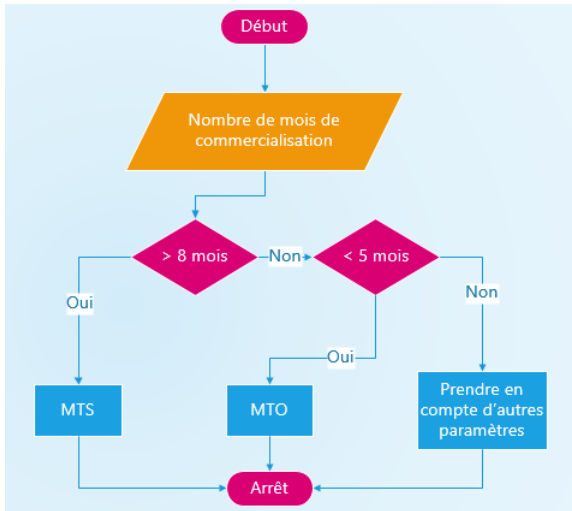 Début
Nombre de mois de
commercialisation
> 8 mois
Non
< 5 mois
Oui
Non
Oui
MTS
MTO
Prendre en
compte d'autres
paramètres
Arrêt